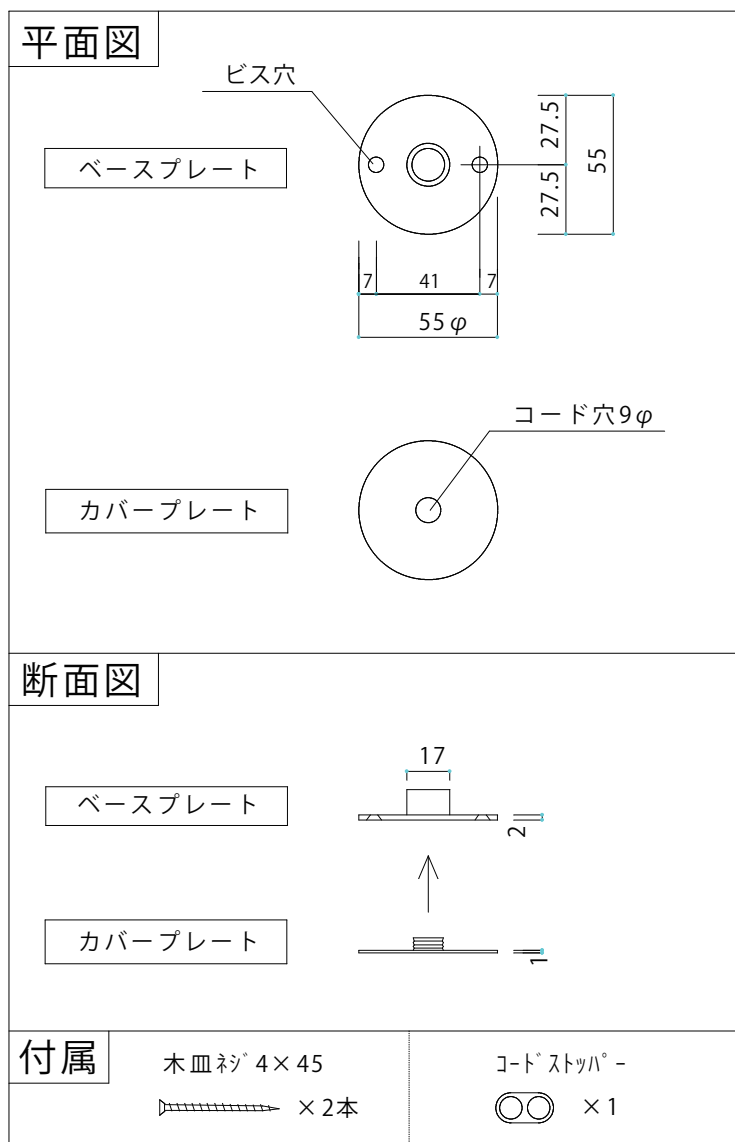 平面図
ビス穴
ベースプレート
27.5
27.5
55
7
41
7
55φ
コード穴9φ
カバープレート
断面図
17
ベースプレート
2
カバープレート
1
付属
木皿ﾈｼﾞ4×45
×2本
ｺｰﾄﾞｽﾄｯﾊﾟｰ
×1